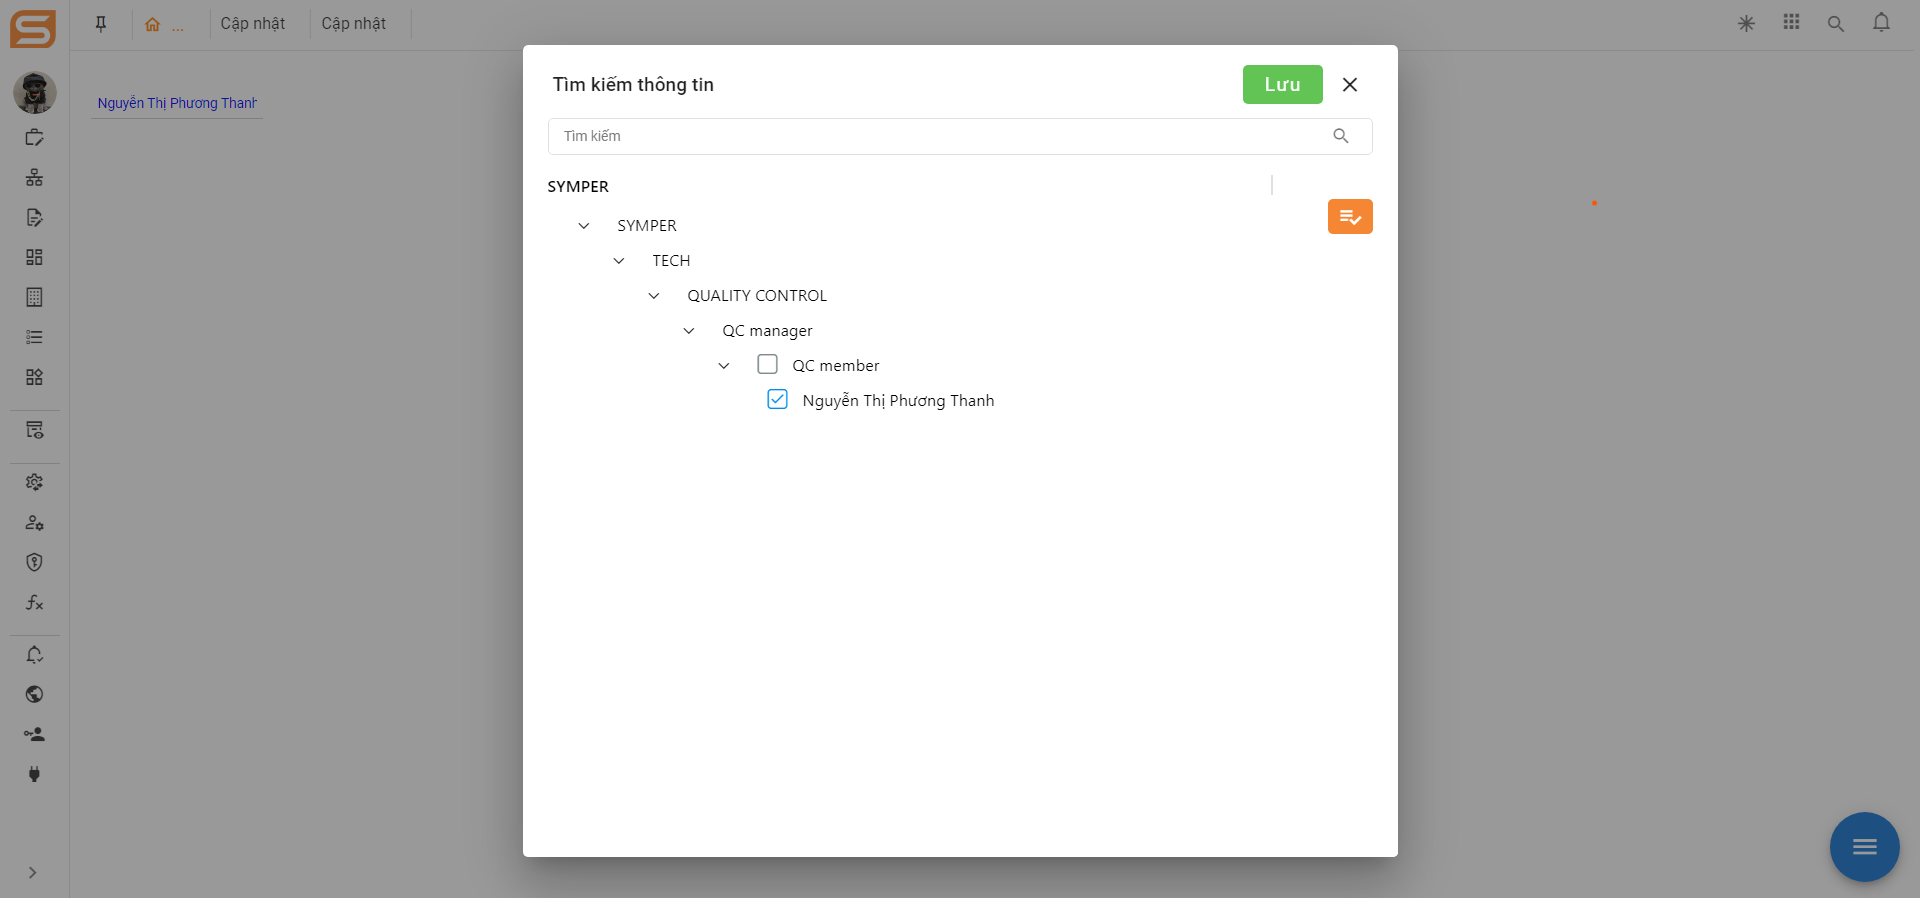 ... Cập nhật Cập nhật
Nguyễn Thị Phương Thanh
Tìm kiếm thông tin
Lưu
Tìm kiếm
SYMPER
SYMPER
TECH
QUALITY CONTROL
QC manager
QC member
Nguyễn Thị Phương Thanh